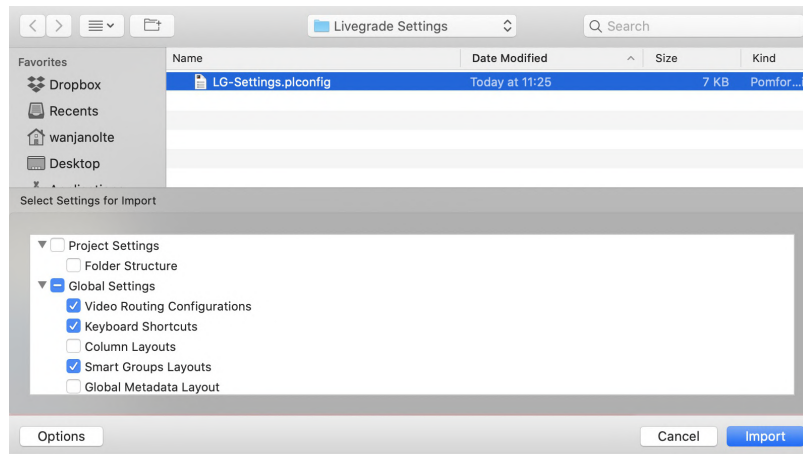 Livegrade Settings
Search
Favorites
Name Date Modified Size Kind
Dropbox
LG-Settings.plconfig Today at 11:25 7 KB Pomfor...i
Recents
wanjanolte
Desktop
Select Settings for Import
Project Settings
Folder Structure
Global Settings
Video Routing Configurations
Keyboard Shortcuts
Column Layouts
Smart Groups Layouts
Global Metadata Layout
Options Cancel Import